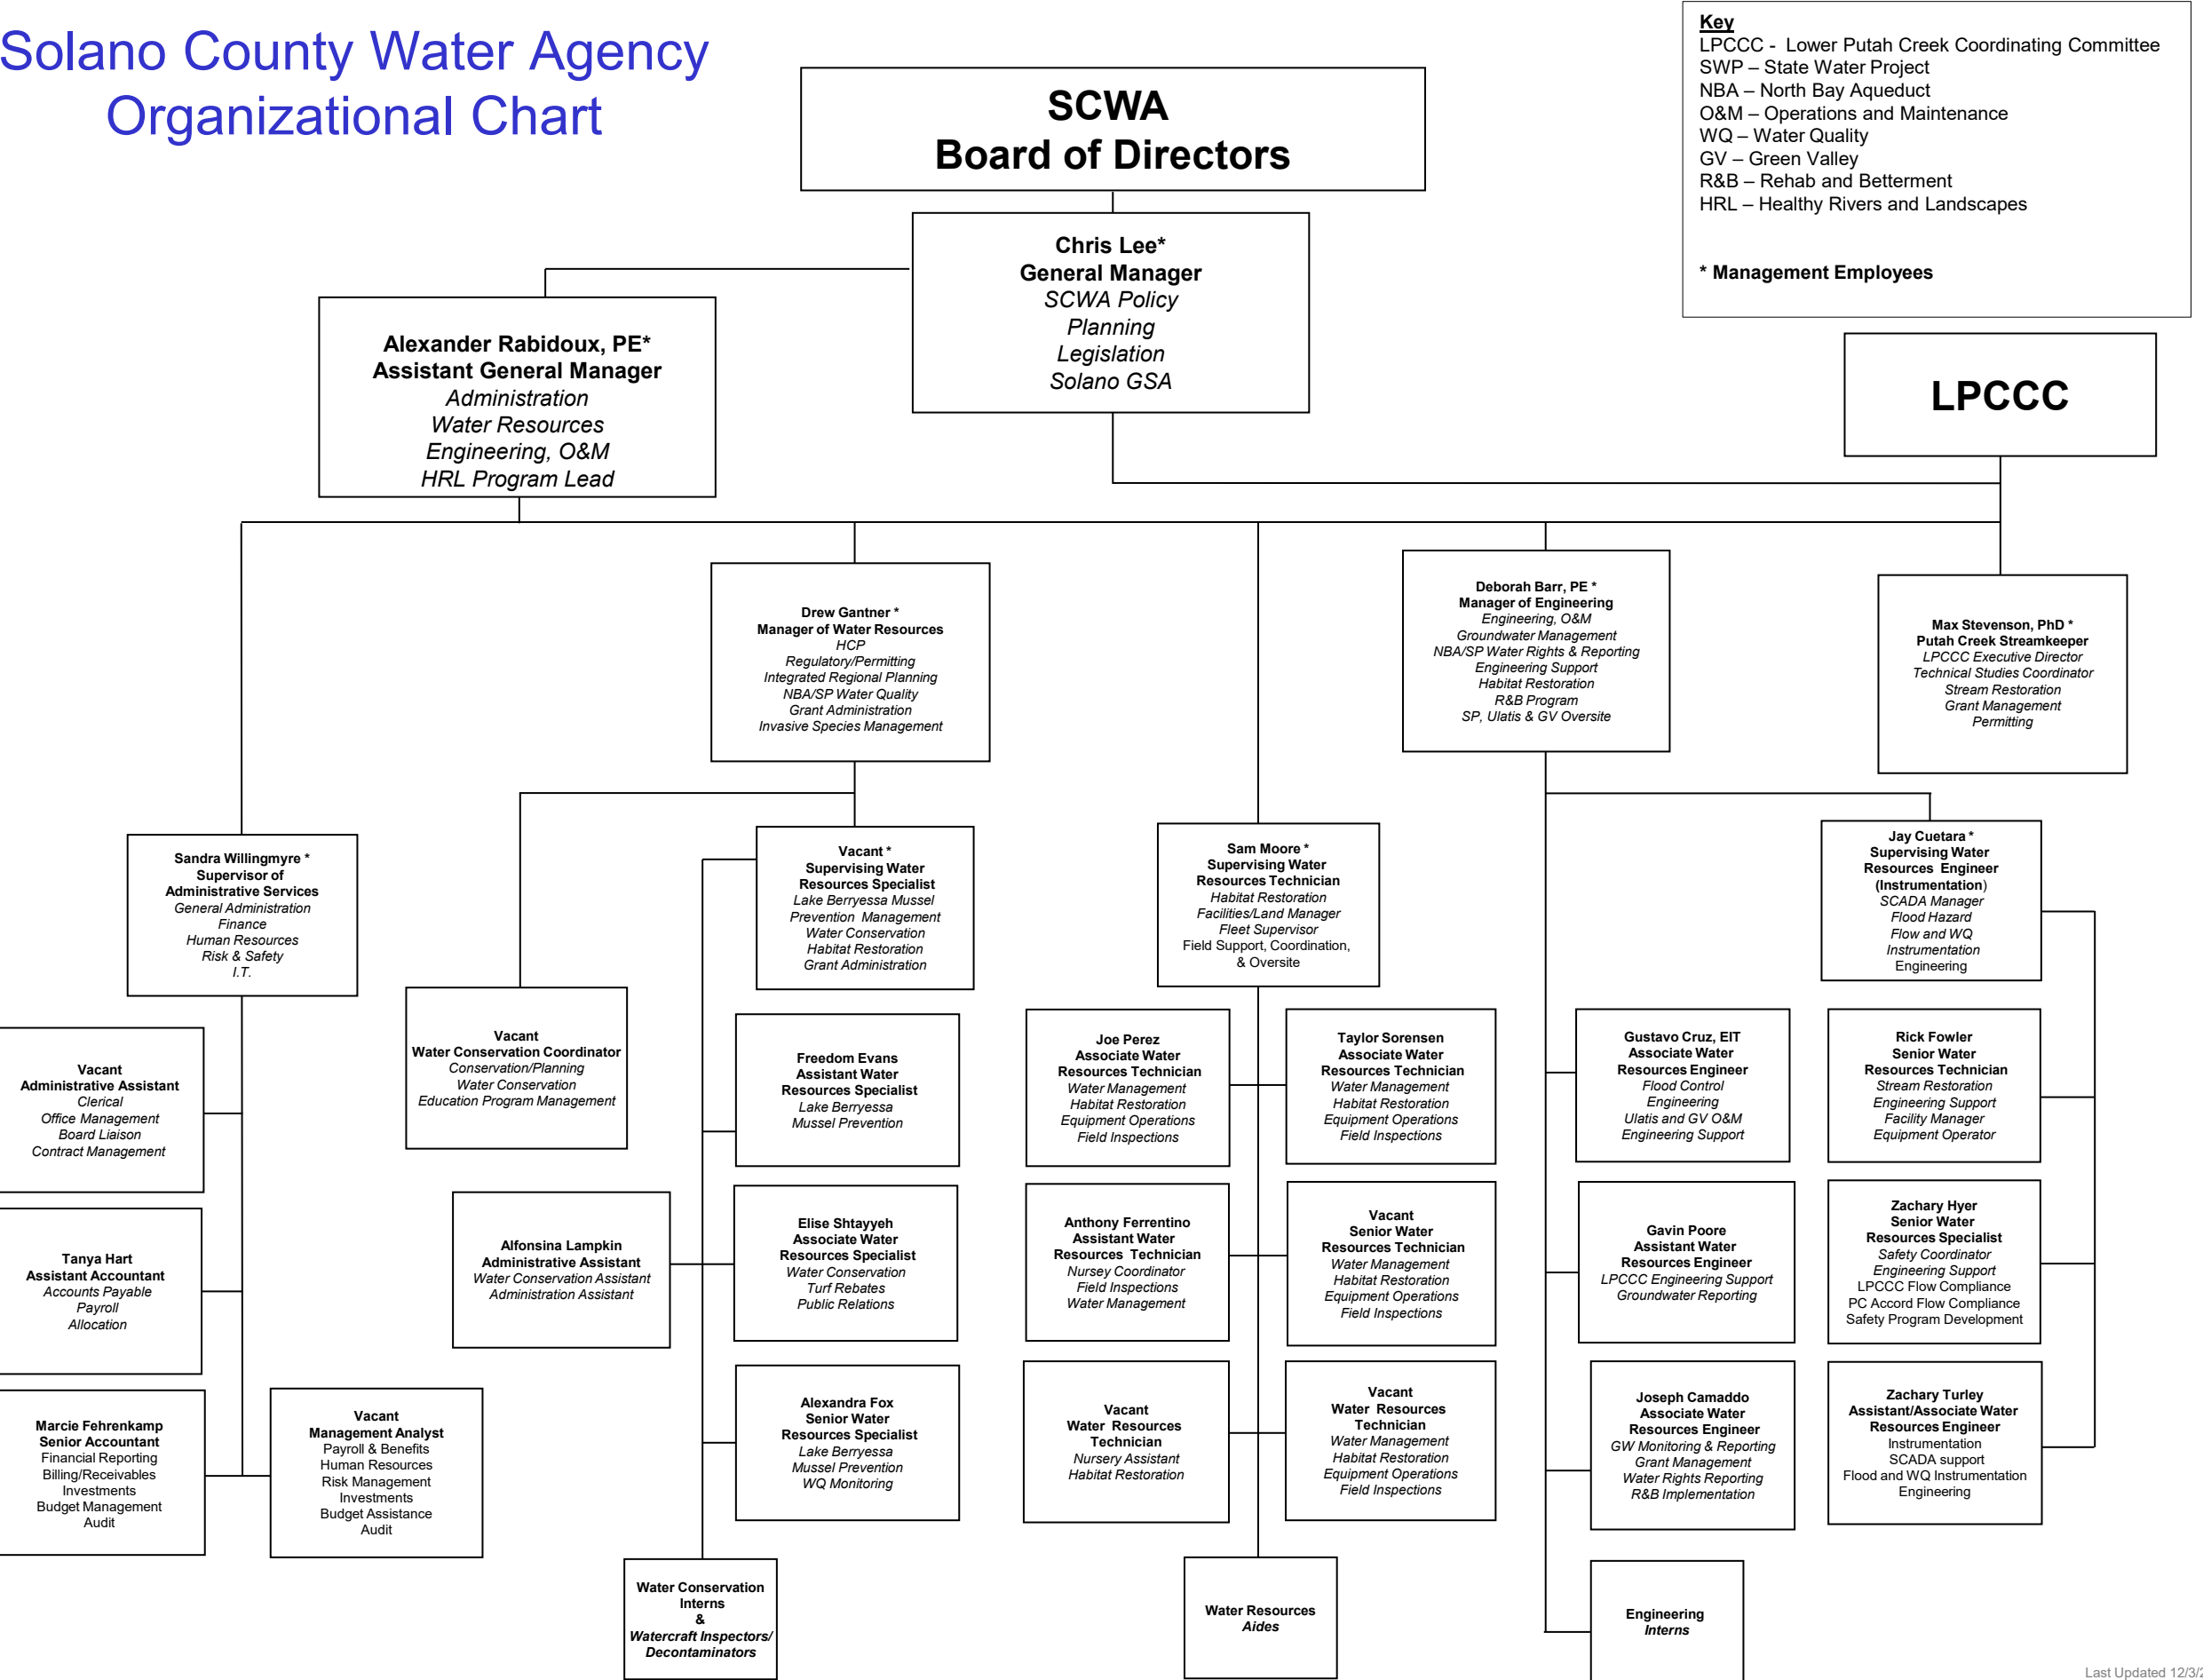 Solano County Water Agency
Organizational Chart
Key
LPCCC - Lower Putah Creek Coordinating Committee
SWP – State Water Project
NBA – North Bay Aqueduct
O&M – Operations and Maintenance
WQ – Water Quality
GV – Green Valley
R&B – Rehab and Betterment
HRL – Healthy Rivers and Landscapes
* Management Employees
SCWA
Board of Directors
Chris Lee*
General Manager
SCWA Policy
Planning
Legislation
Solano GSA
Alexander Rabidoux, PE*
Assistant General Manager
Administration
Water Resources
Engineering, O&M
HRL Program Lead
LPCCC
Drew Gantner *
Manager of Water Resources
HCP
Regulatory/Permitting
Integrated Regional Planning
NBA/SP Water Quality
Grant Administration
Invasive Species Management
Deborah Barr, PE *
Manager of Engineering
Engineering, O&M
Groundwater Management
NBA/SP Water Rights & Reporting
Engineering Support
Habitat Restoration
R&B Program
SP, Ulatis & GV Oversite
Max Stevenson, PhD *
Putah Creek Streamkeeper
LPCCC Executive Director
Technical Studies Coordinator
Stream Restoration
Grant Management
Permitting
Sandra Willingmyre *
Supervisor of
Administrative Services
General Administration
Finance
Human Resources
Risk & Safety
I.T.
Vacant *
Supervising Water
Resources Specialist
Lake Berryessa Mussel
Prevention Management
Water Conservation
Habitat Restoration
Grant Administration
Sam Moore *
Supervising Water
Resources Technician
Habitat Restoration
Facilities/Land Manager
Fleet Supervisor
Field Support, Coordination,
& Oversite
Jay Cuetara *
Supervising Water
Resources Engineer
(Instrumentation)
SCADA Manager
Flood Hazard
Flow and WQ
Instrumentation
Engineering
Vacant
Administrative Assistant
Clerical
Office Management
Board Liaison
Contract Management
Vacant
Water Conservation Coordinator
Conservation/Planning
Water Conservation
Education Program Management
Freedom Evans
Assistant Water
Resources Specialist
Lake Berryessa
Mussel Prevention
Joe Perez
Associate Water
Resources Technician
Water Management
Habitat Restoration
Equipment Operations
Field Inspections
Taylor Sorensen
Associate Water
Resources Technician
Water Management
Habitat Restoration
Equipment Operations
Field Inspections
Gustavo Cruz, EIT
Associate Water
Resources Engineer
Flood Control
Engineering
Ulatis and GV O&M
Engineering Support
Rick Fowler
Senior Water
Resources Technician
Stream Restoration
Engineering Support
Facility Manager
Equipment Operator
Tanya Hart
Assistant Accountant
Accounts Payable
Payroll
Allocation
Alfonsina Lampkin
Administrative Assistant
Water Conservation Assistant
Administration Assistant
Elise Shtayyeh
Associate Water
Resources Specialist
Water Conservation
Turf Rebates
Public Relations
Anthony Ferrentino
Assistant Water
Resources Technician
Nursey Coordinator
Field Inspections
Water Management
Vacant
Senior Water
Resources Technician
Water Management
Habitat Restoration
Equipment Operations
Field Inspections
Gavin Poore
Assistant Water
Resources Engineer
LPCCC Engineering Support
Groundwater Reporting
Zachary Hyer
Senior Water
Resources Specialist
Safety Coordinator
Engineering Support
LPCCC Flow Compliance
PC Accord Flow Compliance
Safety Program Development
Marcie Fehrenkamp
Senior Accountant
Financial Reporting
Billing/Receivables
Investments
Budget Management
Audit
Vacant
Management Analyst
Payroll & Benefits
Human Resources
Risk Management
Investments
Budget Assistance
Audit
Alexandra Fox
Senior Water
Resources Specialist
Lake Berryessa
Mussel Prevention
WQ Monitoring
Vacant
Water Resources
Technician
Nursery Assistant
Habitat Restoration
Vacant
Water Resources
Technician
Water Management
Habitat Restoration
Equipment Operations
Field Inspections
Joseph Camaddo
Associate Water
Resources Engineer
GW Monitoring & Reporting
Grant Management
Water Rights Reporting
R&B Implementation
Zachary Turley
Assistant/Associate Water
Resources Engineer
Instrumentation
SCADA support
Flood and WQ Instrumentation
Engineering
Water Conservation
Interns
&
Watercraft Inspectors/
Decontaminators
Water Resources
Aides
Engineering
Interns
Last Updated 12/3/2